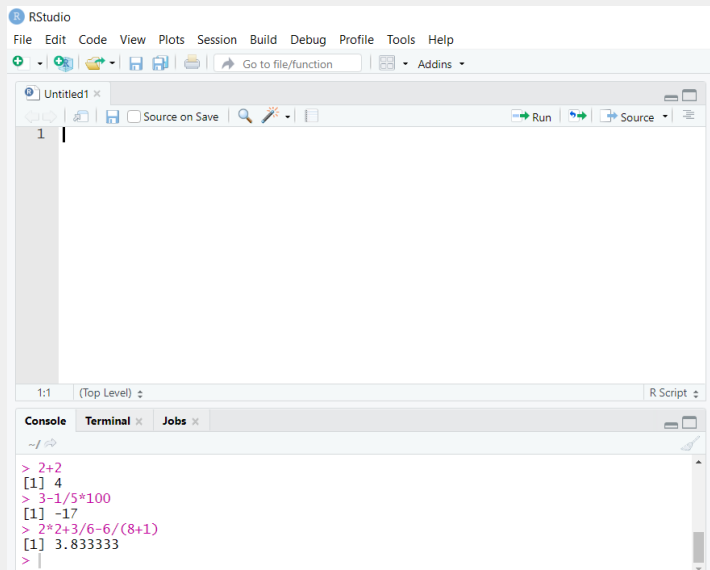 RStudio
File Edit Code View Plots Session Build Debug Profile Tools Help
Go to file/function Addins
Untitled1
Source on Save Run Source
1
1:1 (Top Level) R Script
Console Terminal Jobs
~/
> 2+2
[1] 4
> 3-1/5*100
[1] -17
> 2*2+3/6-6/(8+1)
[1] 3.833333
>